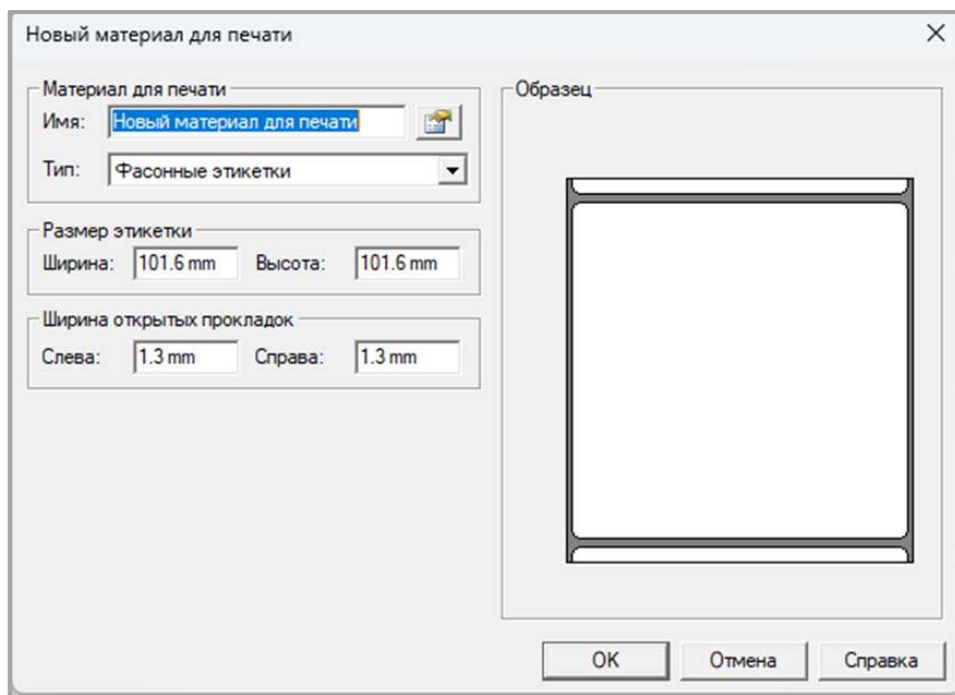 Новый материал для печати
Материал для печати
Имя: Новый материал для печати
Тип: Фасонные этикетки
Размер этикетки
Ширина: 101.6 mm Высота: 101.6 mm
Ширина открытых прокладок
Слева: 1.3 mm Справа: 1.3 mm
Образец
OK Отмена Справка